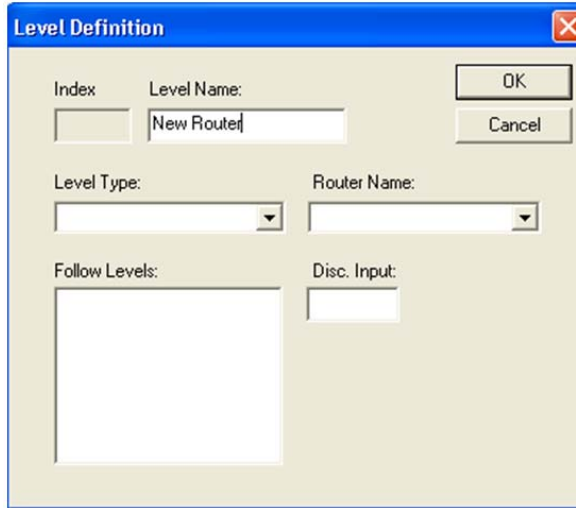 Level Definition
Index Level Name: OK
New Router Cancel
Level Type: Router Name:
Follow Levels: Disc. Input: